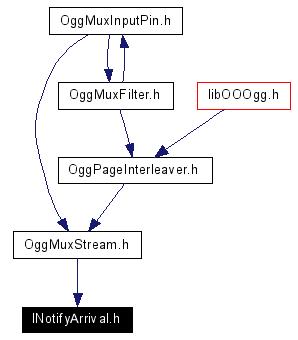 OggMuxInputPin.h
OggMuxFilter.h
libOOOgg.h
OggPageInterleaver.h
OggMuxStream.h
INotifyArrival.h